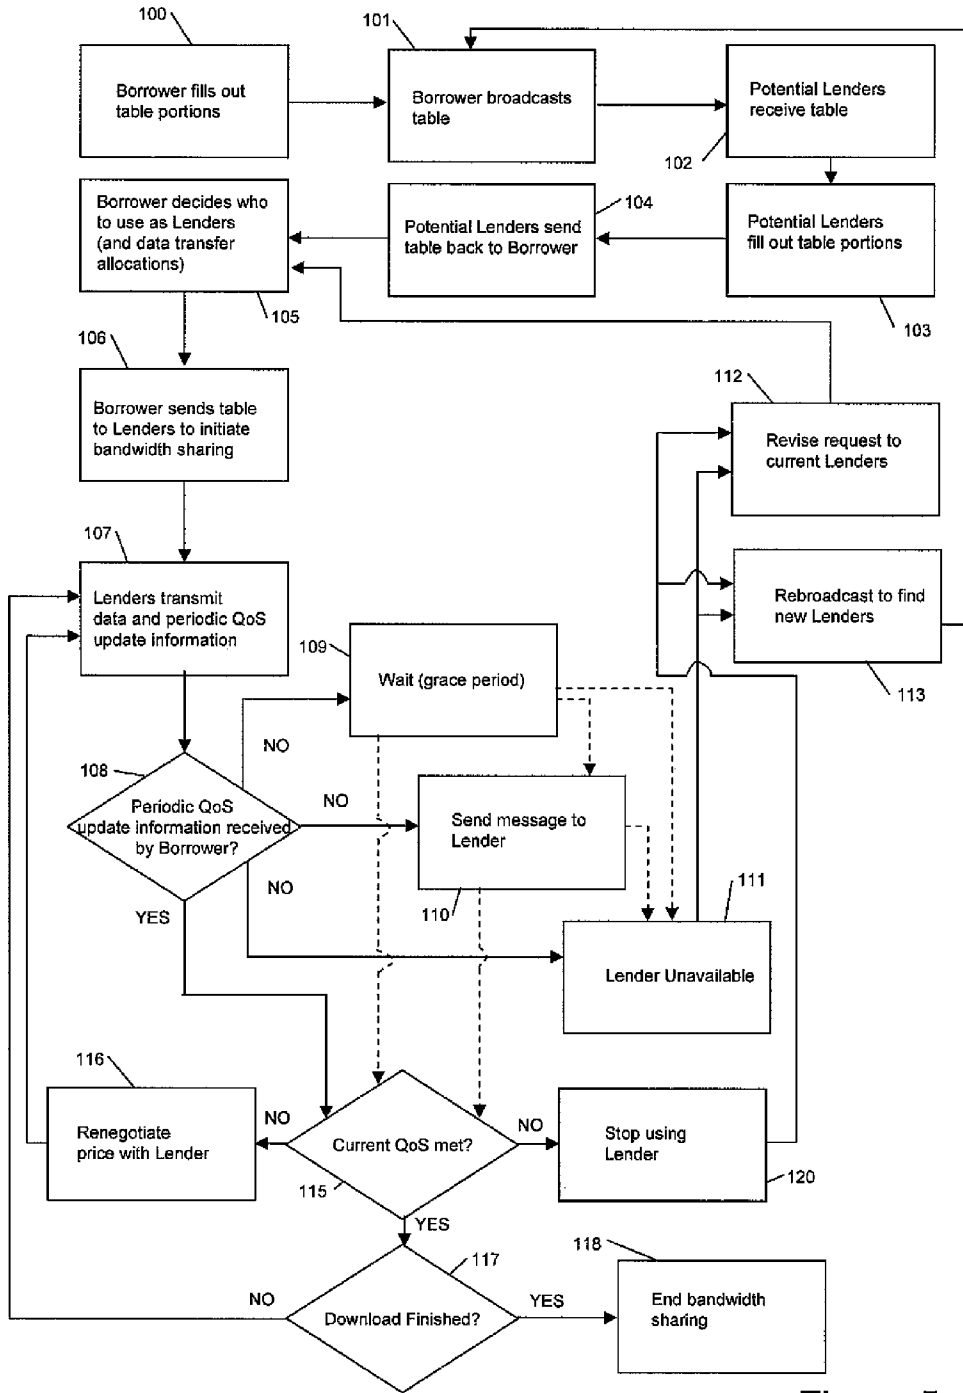 100
Borrower fills out
table portions
101
Borrower broadcasts
table
Potential Lenders
receive table
102
Borrower decides who
to use as Lenders
(and data transfer
allocations)
105
104
Potential Lenders send
table back to Borrower
Potential Lenders
fill out table portions
103
106
Borrower sends table
to Lenders to initiate
bandwidth sharing
112
Revise request to
current Lenders
107
Lenders transmit
data and periodic QoS
update information
Rebroadcast to find
new Lenders
113
109
Wait (grace period)
NO
108
Periodic QoS
update information received
by Borrower?
NO
NO
YES
Send message to
Lender
110
111
Lender Unavailable
116
Renegotiate
price with Lender
NO
Current QoS met?
115
NO
YES
Stop using
Lender
120
117
Download Finished?
NO
YES
118
End bandwidth
sharing